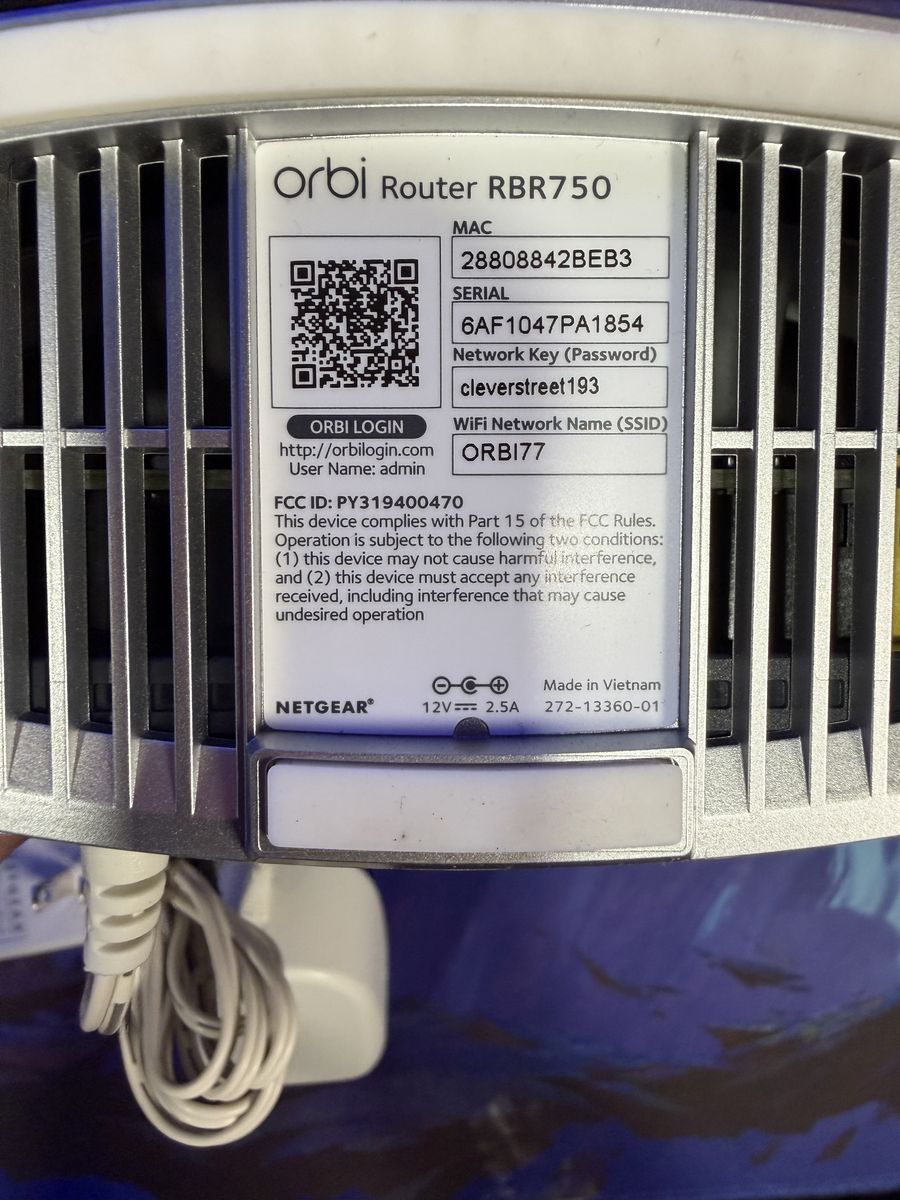 orbi Router RBR750
MAC
28808842BEB3
SERIAL
6AF1047PA1854
Network Key (Password)
cleverstreet193
WiFi Network Name (SSID)
ORBI77
ORBI LOGIN
http://orbilogin.com
User Name: admin
FCC ID: PY319400470
This device complies with Part 15 of the FCC Rules.
Operation is subject to the following two conditions:
(1) this device may not cause harmful interference,
and (2) this device must accept any interference
received, including interference that may cause
undesired operation
NETGEAR®
12V⎓ 2.5A
Made in Vietnam
272-13360-01